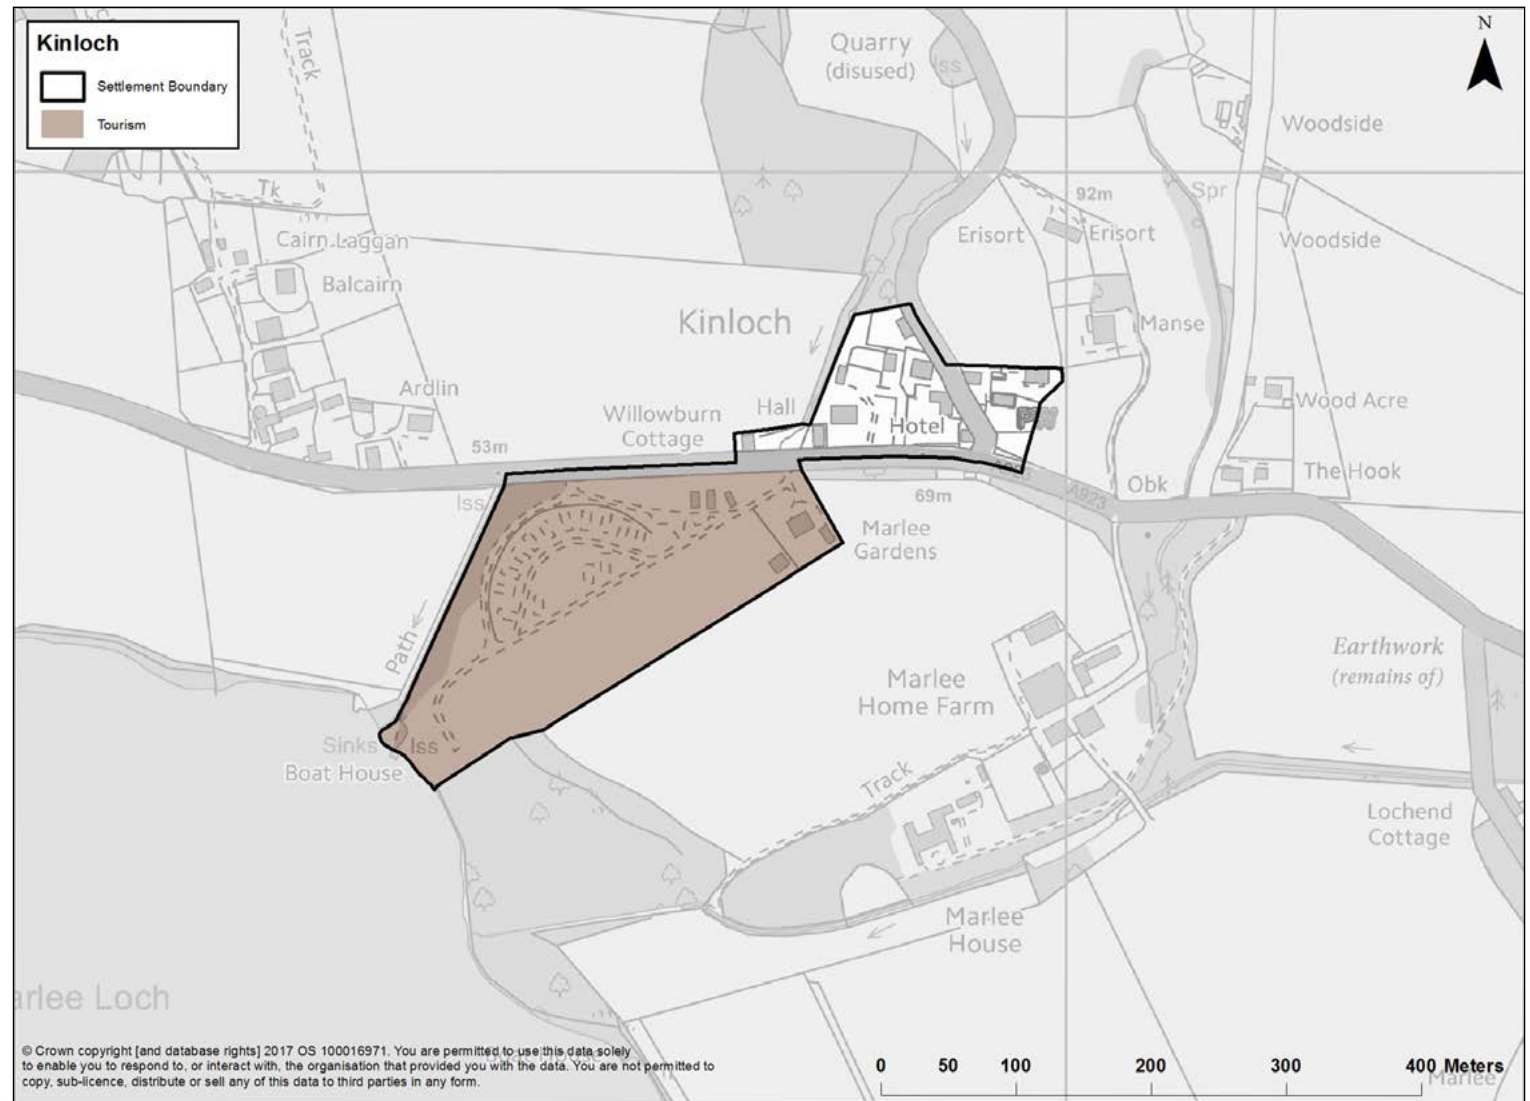 Kinloch
Settlement Boundary
Tourism
N
Track
Quarry
(disused)
Iss
Woodside
Tk
92m
Spr
Cairn Laggan
Erisort
Erisort
Woodside
Balcairn
Kinloch
Manse
Ardlin
Willowburn
Cottage
Hall
Hotel
Wood Acre
53m
The Hook
Iss
69m
A923
Obk
Marlee
Gardens
Path
Earthwork
(remains of)
Marlee
Home Farm
Sinks
Iss
Boat House
Track
Lochend
Cottage
Marlee
House
arlee Loch
© Crown copyright [and database rights] 2017 OS 100016971. You are permitted to use this data solely
to enable you to respond to, or interact with, the organisation that provided you with the data. You are not permitted to
copy, sub-licence, distribute or sell any of this data to third parties in any form.
0 50 100 200 300 400 Meters
Marlee